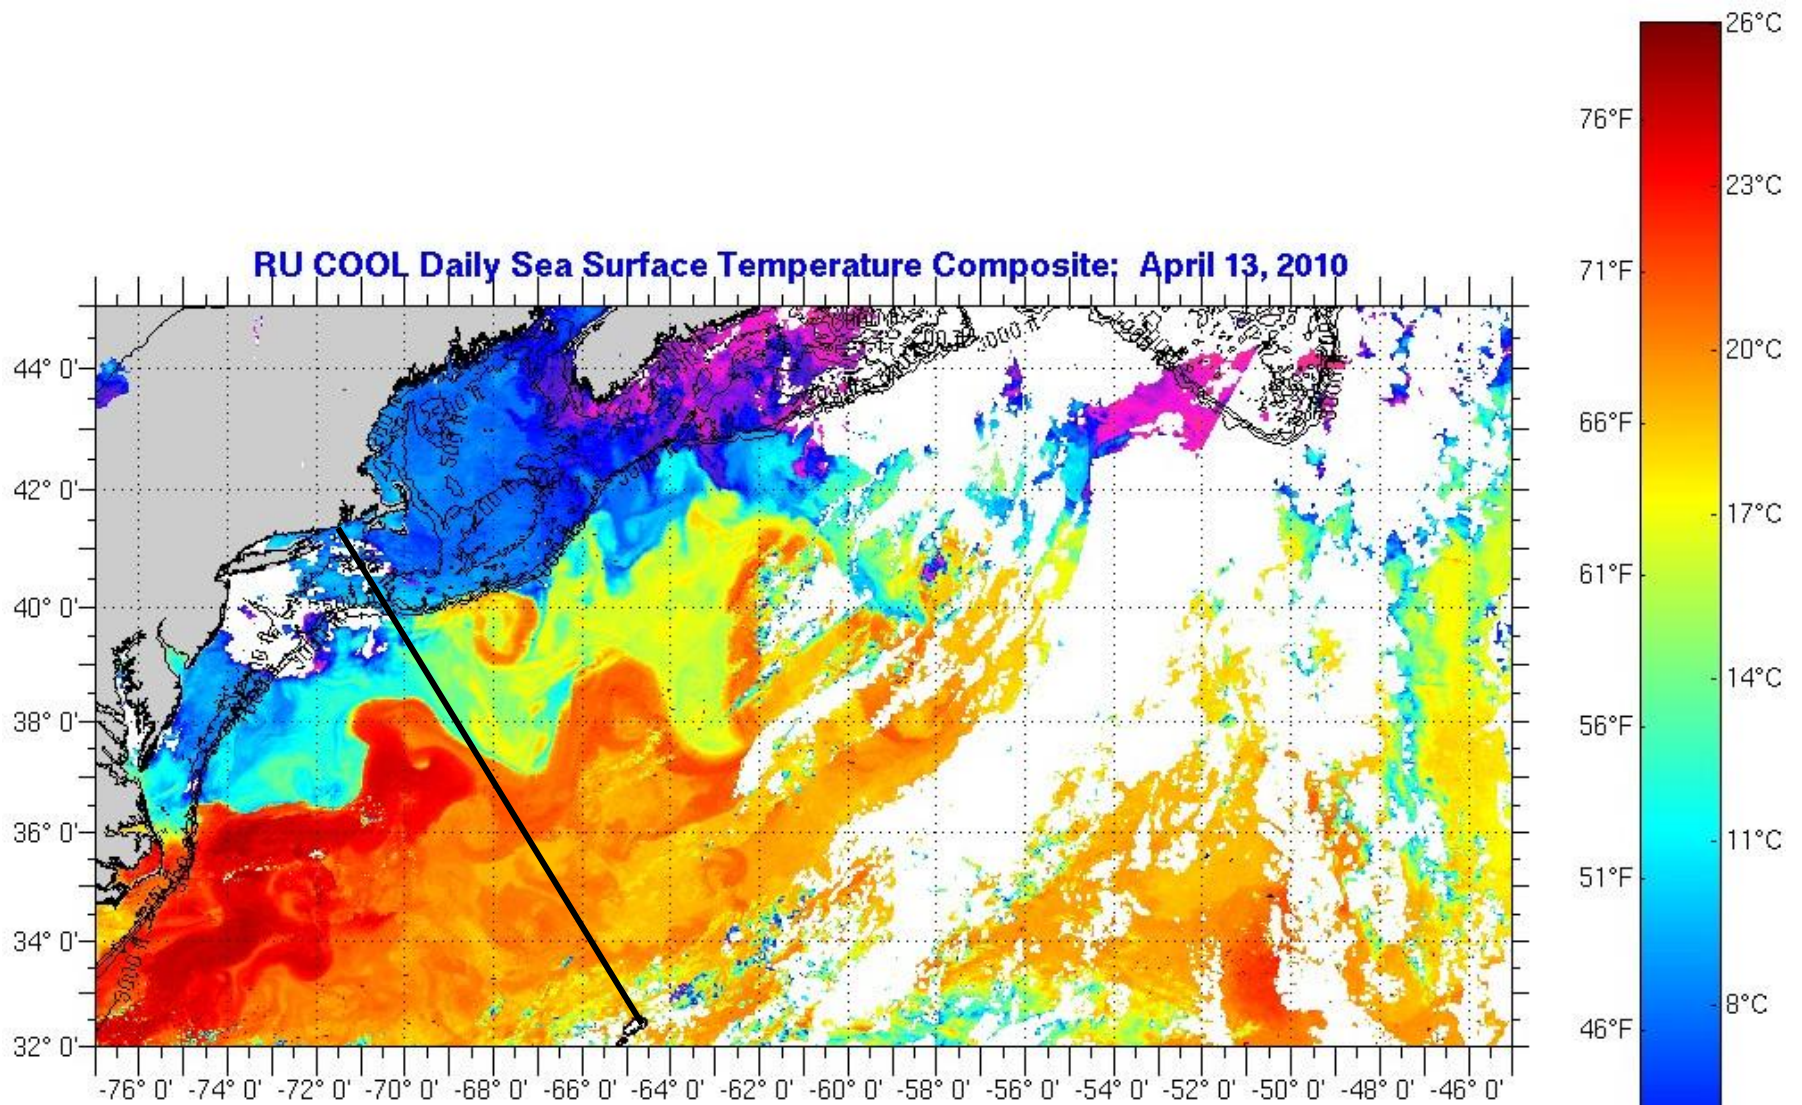 26°C
76°F
23°C
RU COOL Daily Sea Surface Temperature Composite: April 13, 2010
71°F
20°C
44° 0'
66°F
42° 0'
17°C
61°F
40° 0'
14°C
38° 0'
56°F
11°C
36° 0'
51°F
34° 0'
8°C
46°F
32° 0'
-76° 0' -74° 0' -72° 0' -70° 0' -68° 0' -66° 0' -64° 0' -62° 0' -60° 0' -58° 0' -56° 0' -54° 0' -52° 0' -50° 0' -48° 0' -46° 0'